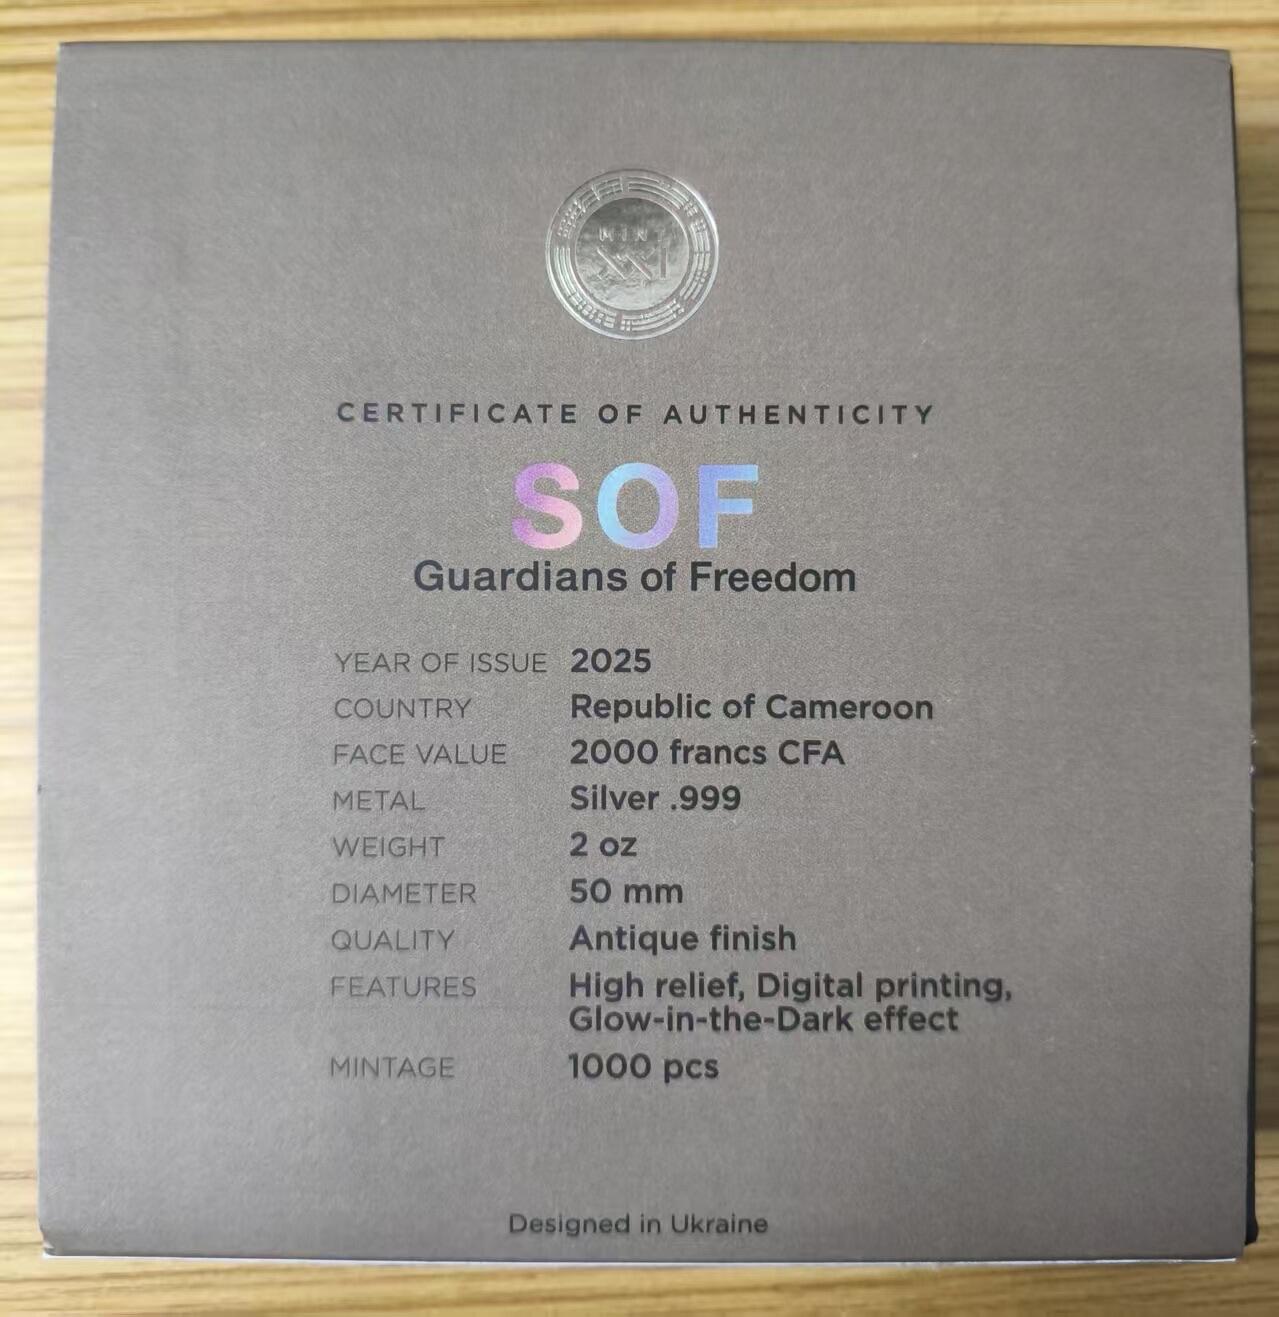 MINT
XXI
CERTIFICATE OF AUTHENTICITY
SOF
Guardians of Freedom
YEAR OF ISSUE 2025
COUNTRY Republic of Cameroon
FACE VALUE 2000 francs CFA
METAL Silver .999
WEIGHT 2 oz
DIAMETER 50 mm
QUALITY Antique finish
FEATURES High relief, Digital printing,
Glow-in-the-Dark effect
MINTAGE 1000 pcs
Designed in Ukraine